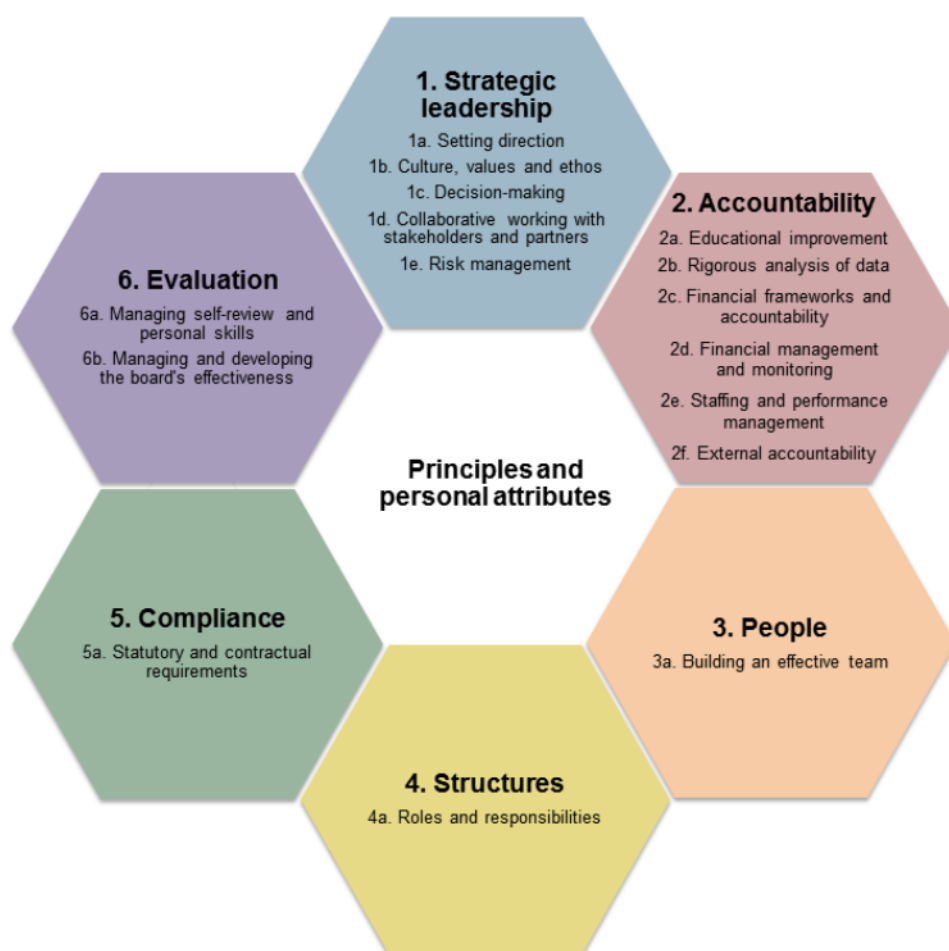 1. Strategic
leadership
1a. Setting direction
1b. Culture, values and ethos
1c. Decision-making
1d. Collaborative working with
stakeholders and partners
1e. Risk management
2. Accountability
2a. Educational improvement
2b. Rigorous analysis of data
2c. Financial frameworks and
accountability
2d. Financial management
and monitoring
2e. Staffing and performance
management
2f. External accountability
3. People
3a. Building an effective team
4. Structures
4a. Roles and responsibilities
5. Compliance
5a. Statutory and contractual
requirements
6. Evaluation
6a. Managing self-review and
personal skills
6b. Managing and developing
the board's effectiveness
Principles and
personal attributes